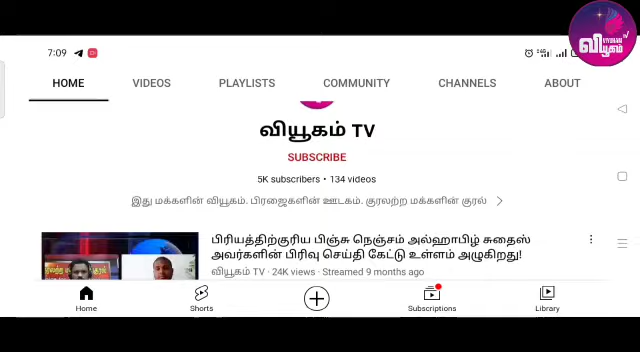 வியூகம்
VIYUHAM
TV
7:09
HOME VIDEOS PLAYLISTS COMMUNITY CHANNELS ABOUT
வியூகம் TV
SUBSCRIBE
5K subscribers • 134 videos
இது மக்களின் வியூகம். பிரஜைகளின் ஊடகம். குரலற்ற மக்களின் குரல்
பிரியத்திற்குரிய பிஞ்சு நெஞ்சம் அல்ஹாபிழ் சுதைஸ்
அவர்களின் பிரிவு செய்தி கேட்டு உள்ளம் அழுகிறது!
வியூகம் TV · 24K views · Streamed 9 months ago
Home Shorts Subscriptions Library